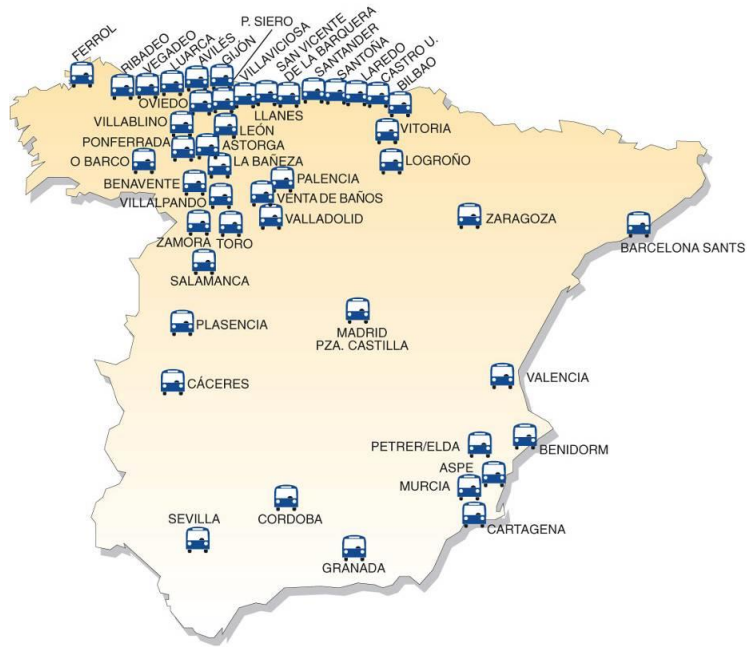 P. SIERO
FERROL
RIBADEO
VEGADEO
LUARCA
AVILÉS
GIJÓN
VILLAVICIOSA
SAN VICENTE
DE LA BARQUERA
SANTANDER
SANTOÑA
LAREDO
CASTRO U.
BILBAO
OVIEDO
LLANES
VILLABLINO
LEÓN
VITORIA
PONFERRADA
ASTORGA
O BARCO
LA BAÑEZA
LOGROÑO
BENAVENTE
PALENCIA
VILLALPANDO
VENTA DE BAÑOS
VALLADOLID
ZARAGOZA
ZAMORA
TORO
BARCELONA SANTS
SALAMANCA
PLASENCIA
MADRID
PZA. CASTILLA
CÁCERES
VALENCIA
PETRER/ELDA
BENIDORM
ASPE
MURCIA
SEVILLA
CORDOBA
CARTAGENA
GRANADA